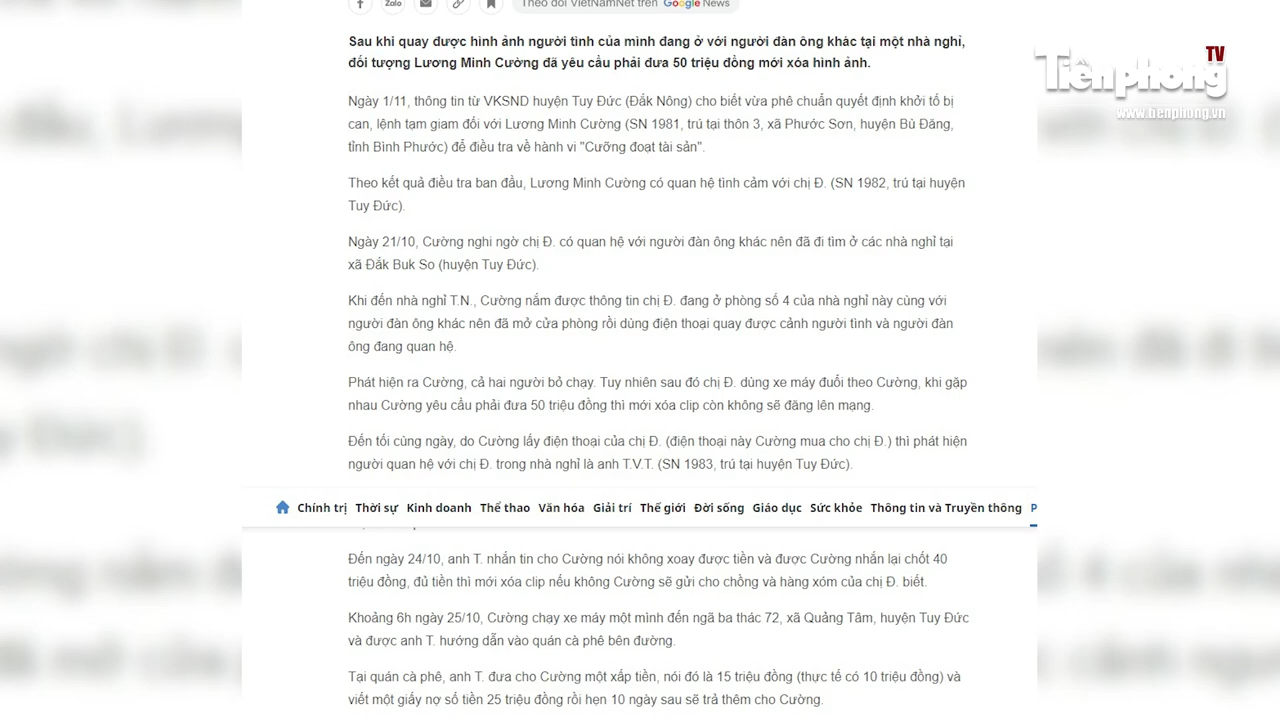 Zalo
Theo dõi VietNamNet trên Google News
Sau khi quay được hình ảnh người tình của mình đang ở với người đàn ông khác tại một nhà nghỉ,
đối tượng Lương Minh Cường đã yêu cầu phải đưa 50 triệu đồng mới xóa hình ảnh.
TV
Tiền phong
www.tienphong.vn
Ngày 1/11, thông tin từ VKSND huyện Tuy Đức (Đắk Nông) cho biết vừa phê chuẩn quyết định khởi tố bị
can, lệnh tạm giam đối với Lương Minh Cường (SN 1981, trú tại thôn 3, xã Phước Sơn, huyện Bù Đăng,
tỉnh Bình Phước) để điều tra về hành vi "Cưỡng đoạt tài sản".
Theo kết quả điều tra ban đầu, Lương Minh Cường có quan hệ tình cảm với chị Đ. (SN 1982, trú tại huyện
Tuy Đức).
Ngày 21/10, Cường nghi ngờ chị Đ. có quan hệ với người đàn ông khác nên đã đi tìm ở các nhà nghỉ tại
xã Đắk Buk So (huyện Tuy Đức).
Khi đến nhà nghỉ T.N., Cường nắm được thông tin chị Đ. đang ở phòng số 4 của nhà nghỉ này cùng với
người đàn ông khác nên đã mở cửa phòng rồi dùng điện thoại quay được cảnh người tình và người đàn
ông đang quan hệ.
Phát hiện ra Cường, cả hai người bỏ chạy. Tuy nhiên sau đó chị Đ. dùng xe máy đuổi theo Cường, khi gặp
nhau Cường yêu cầu phải đưa 50 triệu đồng thì mới xóa clip còn không sẽ đăng lên mạng.
Đến tối cùng ngày, do Cường lấy điện thoại của chị Đ. (điện thoại này Cường mua cho chị Đ.) thì phát hiện
người quan hệ với chị Đ. trong nhà nghỉ là anh T.V.T. (SN 1983, trú tại huyện Tuy Đức).
Chính trị Thời sự Kinh doanh Thể thao Văn hóa Giải trí Thế giới Đời sống Giáo dục Sức khỏe Thông tin và Truyền thông P
Đến ngày 24/10, anh T. nhắn tin cho Cường nói không xoay được tiền và được Cường nhắn lại chốt 40
triệu đồng, đủ tiền thì mới xóa clip nếu không Cường sẽ gửi cho chồng và hàng xóm của chị Đ. biết.
Khoảng 6h ngày 25/10, Cường chạy xe máy một mình đến ngã ba thác 72, xã Quảng Tâm, huyện Tuy Đức
và được anh T. hướng dẫn vào quán cà phê bên đường.
Tại quán cà phê, anh T. đưa cho Cường một xấp tiền, nói đó là 15 triệu đồng (thực tế có 10 triệu đồng) và
viết một giấy nợ số tiền 25 triệu đồng rồi hẹn 10 ngày sau sẽ trả thêm cho Cường.